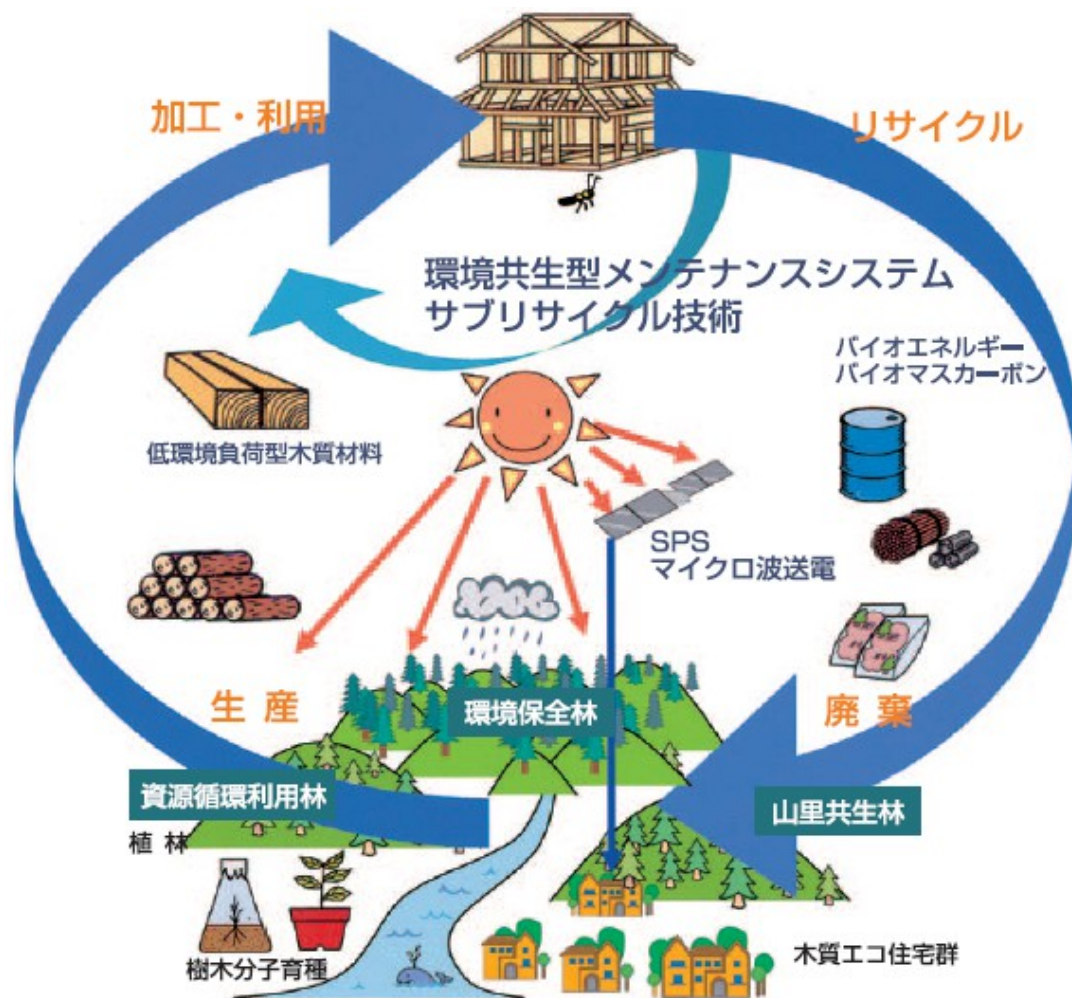 加工・利用
リサイクル
環境共生型メンテナンスシステム
サブリサイクル技術
バイオエネルギー
バイオマスカーボン
低環境負荷型木質材料
SPS
マイクロ波送電
生産
環境保全林
廃棄
資源循環利用林
山里共生林
植林
樹木分子育種
木質エコ住宅群